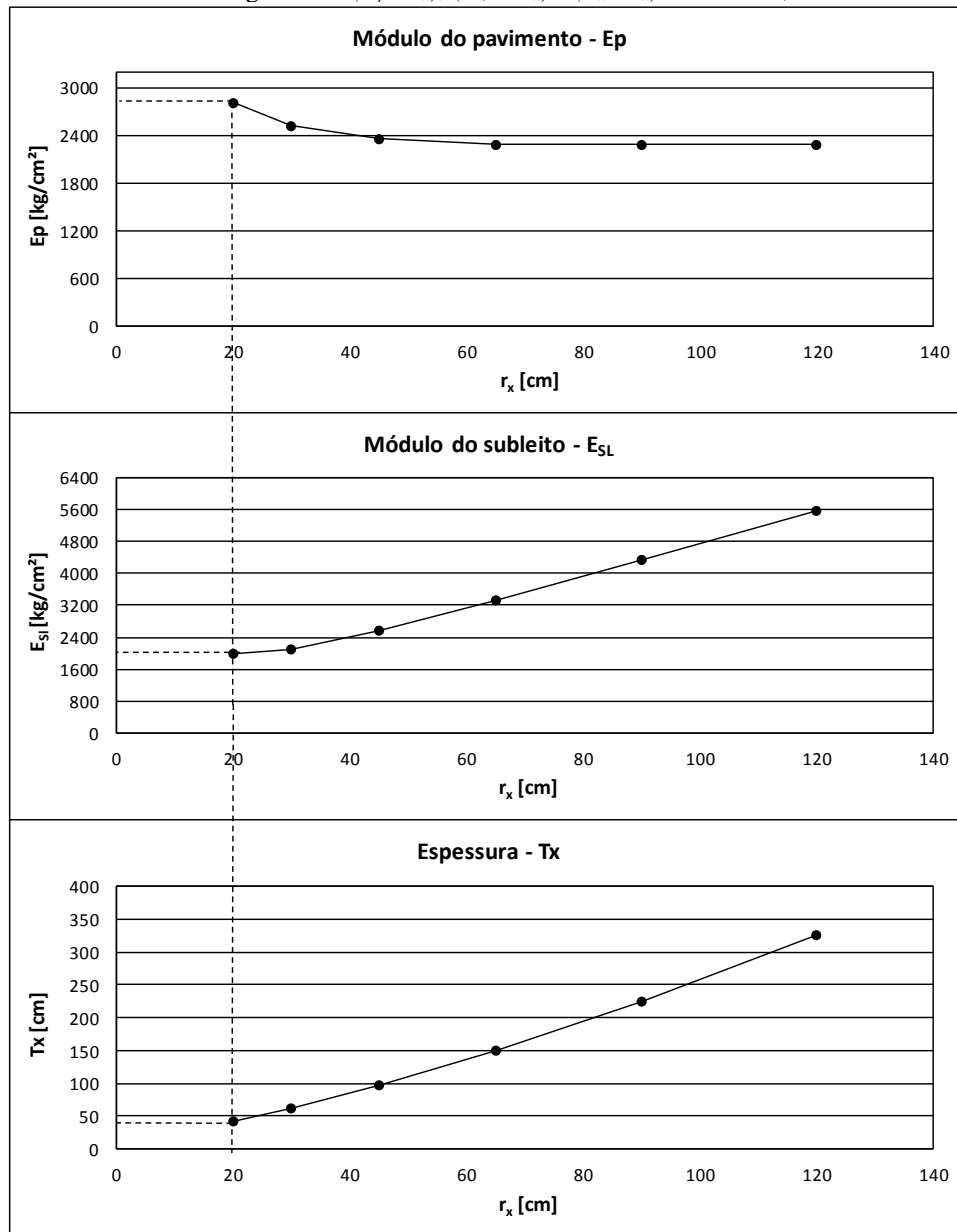 Módulo do pavimento - Ep
3000
2400
1800
1200
600
0
Ep [kg/cm²]
0 20 40 60 80 100 120 140
rₓ [cm]
Módulo do subleito - E_SL
6400
5600
4800
4000
3200
2400
1600
800
0
E_Sl [kg/cm²]
0 20 40 60 80 100 120 140
rₓ [cm]
Espessura - Tx
400
350
300
250
200
150
100
50
0
Tx [cm]
0 20 40 60 80 100 120 140
rₓ [cm]